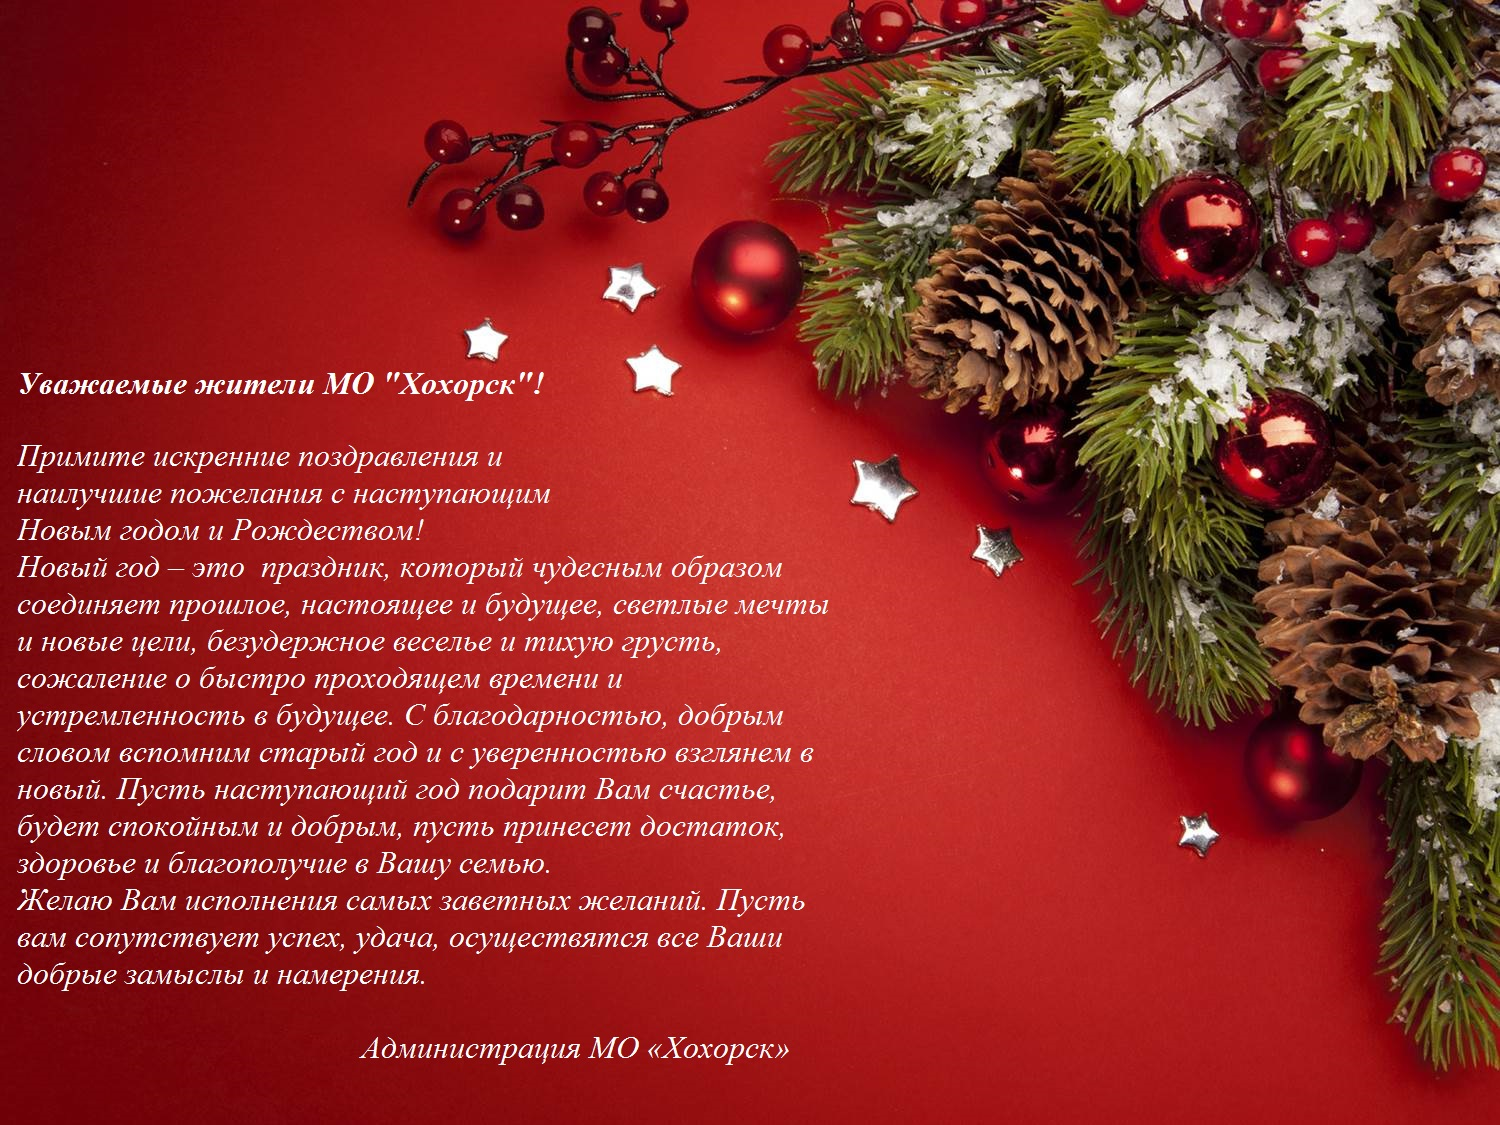 Уважаемые жители МО "Хохорск"!
Примите искренние поздравления и
наилучшие пожелания с наступающим
Новым годом и Рождеством!
Новый год – это  праздник, который чудесным образом
соединяет прошлое, настоящее и будущее, светлые мечты
и новые цели, безудержное веселье и тихую грусть,
сожаление о быстро проходящем времени и
устремленность в будущее. С благодарностью, добрым
словом вспомним старый год и с уверенностью взглянем в
новый. Пусть наступающий год подарит Вам счастье,
будет спокойным и добрым, пусть принесет достаток,
здоровье и благополучие в Вашу семью.
Желаю Вам исполнения самых заветных желаний. Пусть
вам сопутствует успех, удача, осуществятся все Ваши
добрые замыслы и намерения.
Администрация МО «Хохорск»